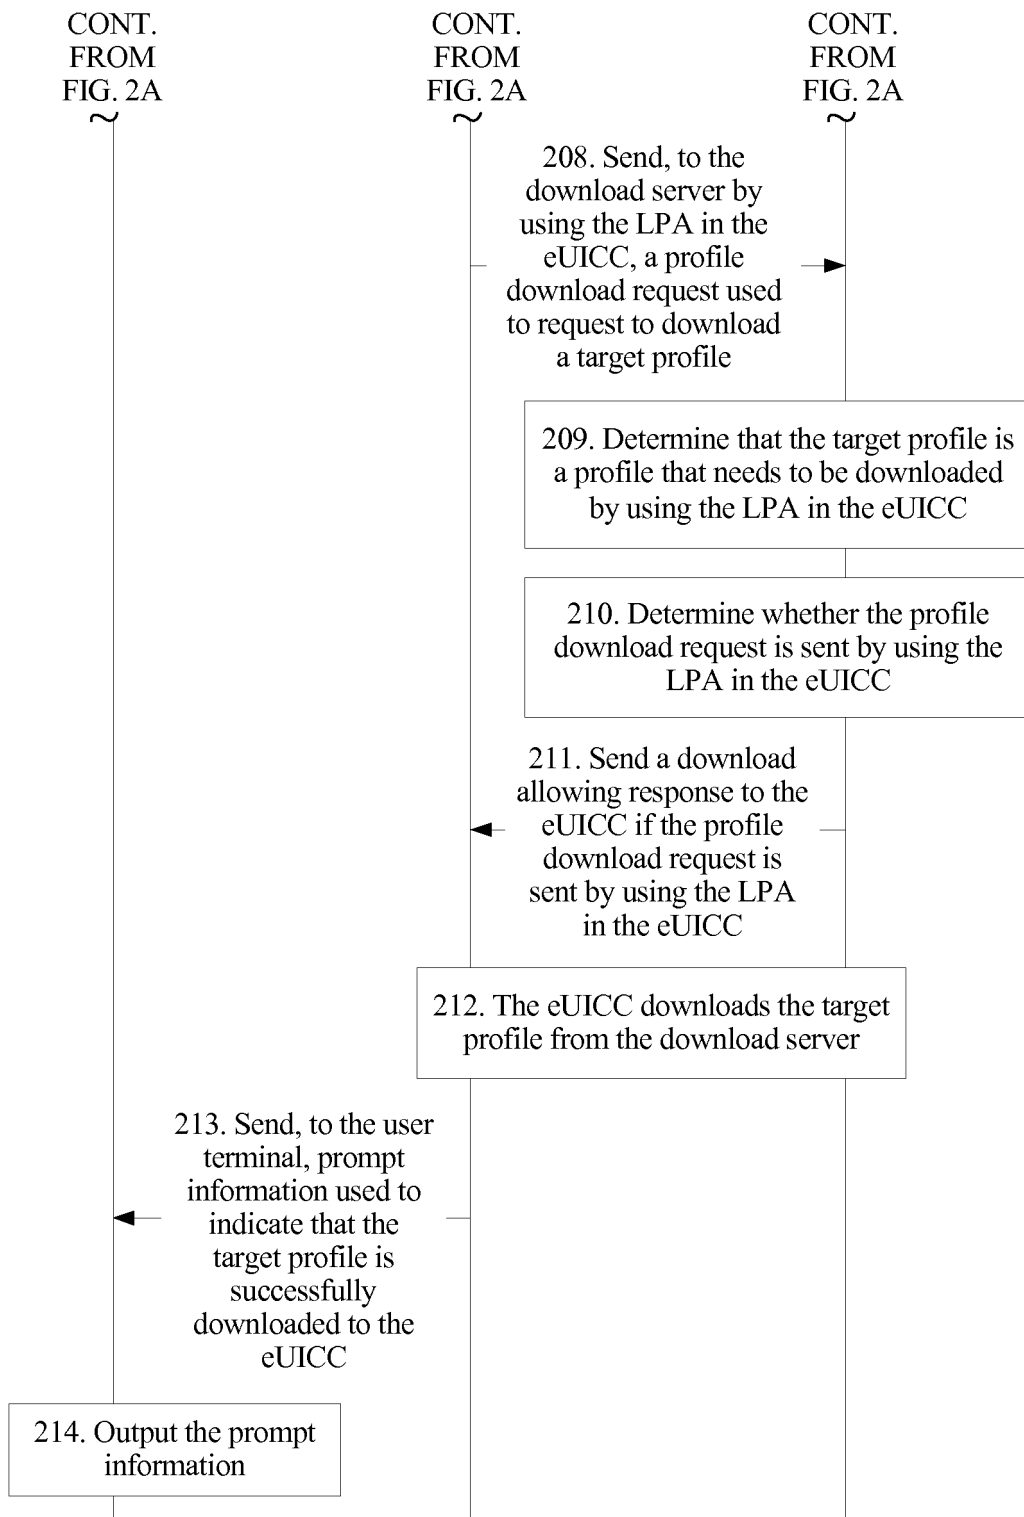 CONT.
FROM
FIG. 2A
CONT.
FROM
FIG. 2A
CONT.
FROM
FIG. 2A
208. Send, to the
download server by
using the LPA in the
eUICC, a profile
download request used
to request to download
a target profile
209. Determine that the target profile is
a profile that needs to be downloaded
by using the LPA in the eUICC
210. Determine whether the profile
download request is sent by using the
LPA in the eUICC
211. Send a download
allowing response to the
eUICC if the profile
download request is
sent by using the LPA
in the eUICC
212. The eUICC downloads the target
profile from the download server
213. Send, to the user
terminal, prompt
information used to
indicate that the
target profile is
successfully
downloaded to the
eUICC
214. Output the prompt
information